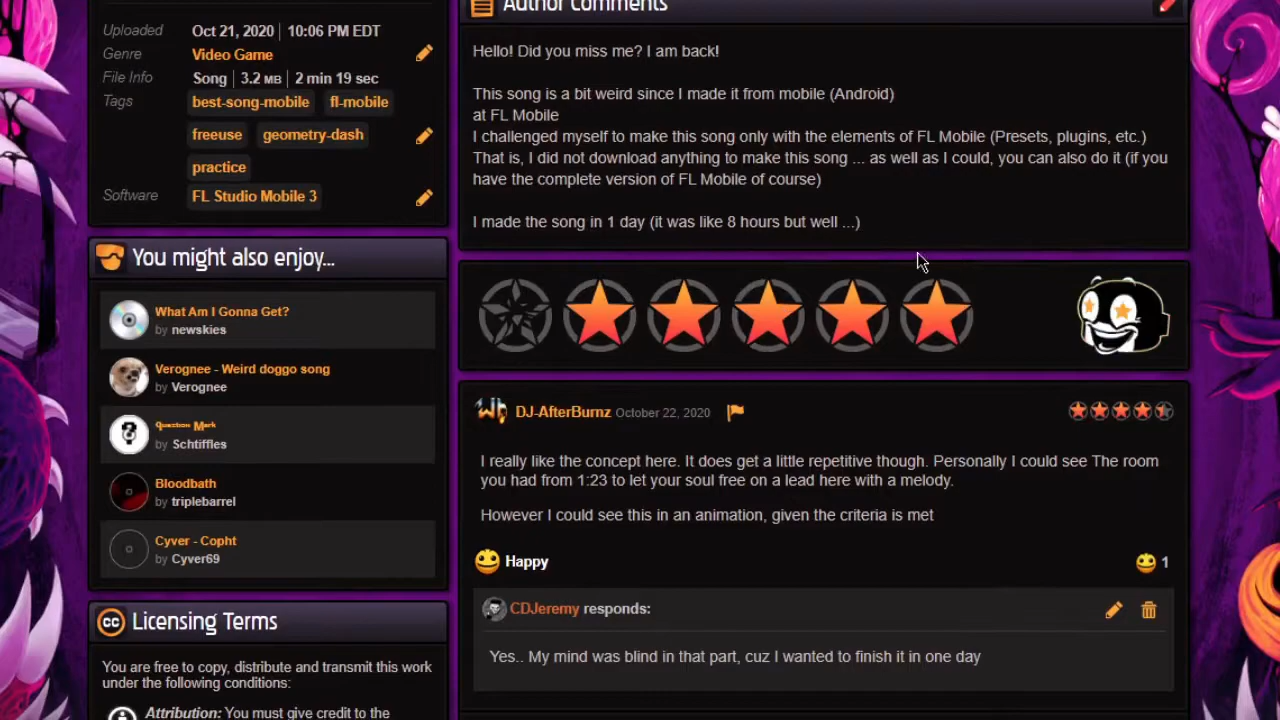 Uploaded Oct 21, 2020 | 10:06 PM EDT
Genre Video Game
File Info Song | 3.2 MB | 2 min 19 sec
Tags best-song-mobile fl-mobile
freeuse geometry-dash
practice
Software FL Studio Mobile 3
You might also enjoy...
What Am I Gonna Get?
by newskies
Verognee - Weird doggo song
by Verognee
Question Mark
by Schtiffles
Bloodbath
by triplebarrel
Cyver - Copht
by Cyver69
cc Licensing Terms
You are free to copy, distribute and transmit this work
under the following conditions:
Attribution: You must give credit to the
Author Comments
Hello! Did you miss me? I am back!
This song is a bit weird since I made it from mobile (Android)
at FL Mobile
I challenged myself to make this song only with the elements of FL Mobile (Presets, plugins, etc.)
That is, I did not download anything to make this song ... as well as I could, you can also do it (if you
have the complete version of FL Mobile of course)
I made the song in 1 day (it was like 8 hours but well ...)
DJ-AfterBurnz October 22, 2020
I really like the concept here. It does get a little repetitive though. Personally I could see The room
you had from 1:23 to let your soul free on a lead here with a melody.
However I could see this in an animation, given the criteria is met
Happy 1
CDJeremy responds:
Yes.. My mind was blind in that part, cuz I wanted to finish it in one day